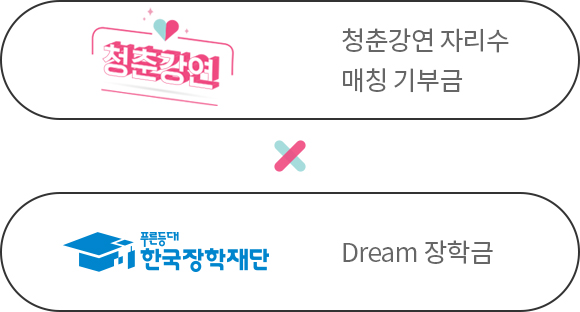 청춘강연
청춘강연 자리수
매칭 기부금
푸른등대
한국장학재단
Dream 장학금